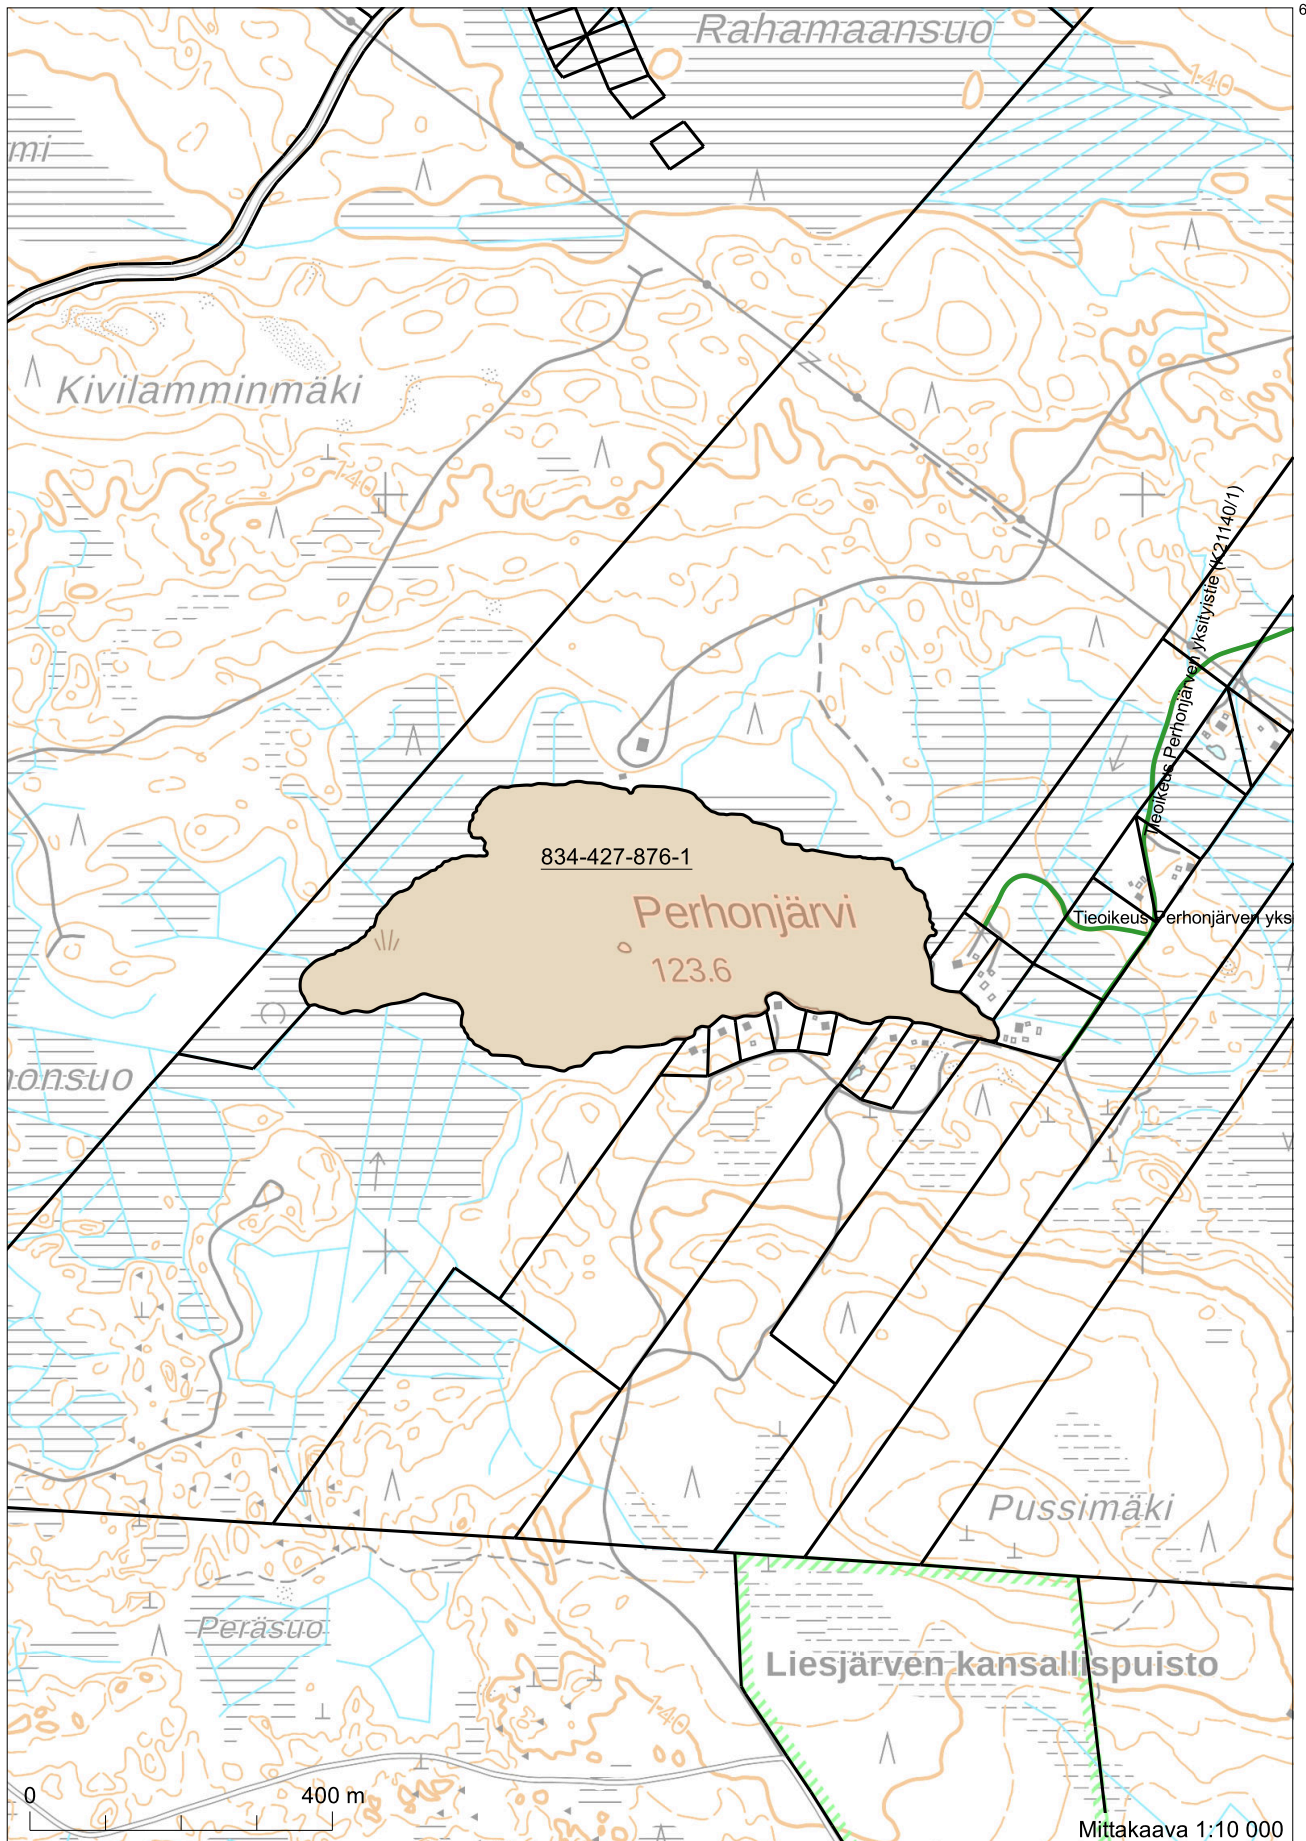 6
Rahamaansuo
140
mi
Kivilamminmäki
140
Z
Tieoikeus Perhonjärven yksityistie (K21140/1)
834-427-876-1
Perhonjärvi
123.6
Tieoikeus Perhonjärven yks
onsuo
Pussimäki
Peräsuo
Liesjärven kansallispuisto
140
0 400 m
Mittakaava 1:10 000